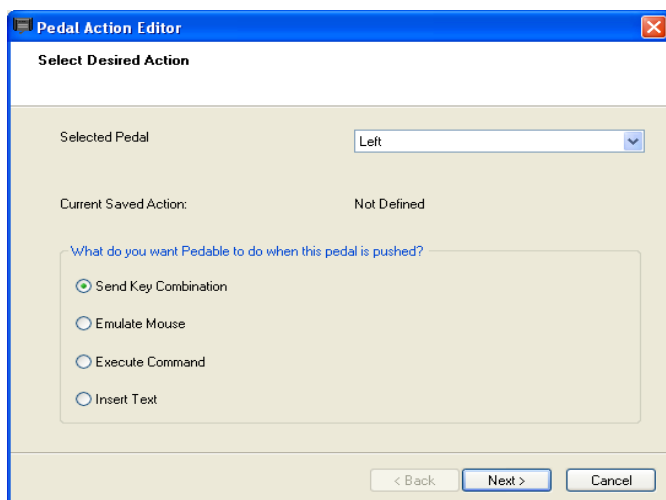 Pedal Action Editor
Select Desired Action
Selected Pedal Left
Current Saved Action: Not Defined
What do you want Pedable to do when this pedal is pushed?
Send Key Combination
Emulate Mouse
Execute Command
Insert Text
< Back Next > Cancel